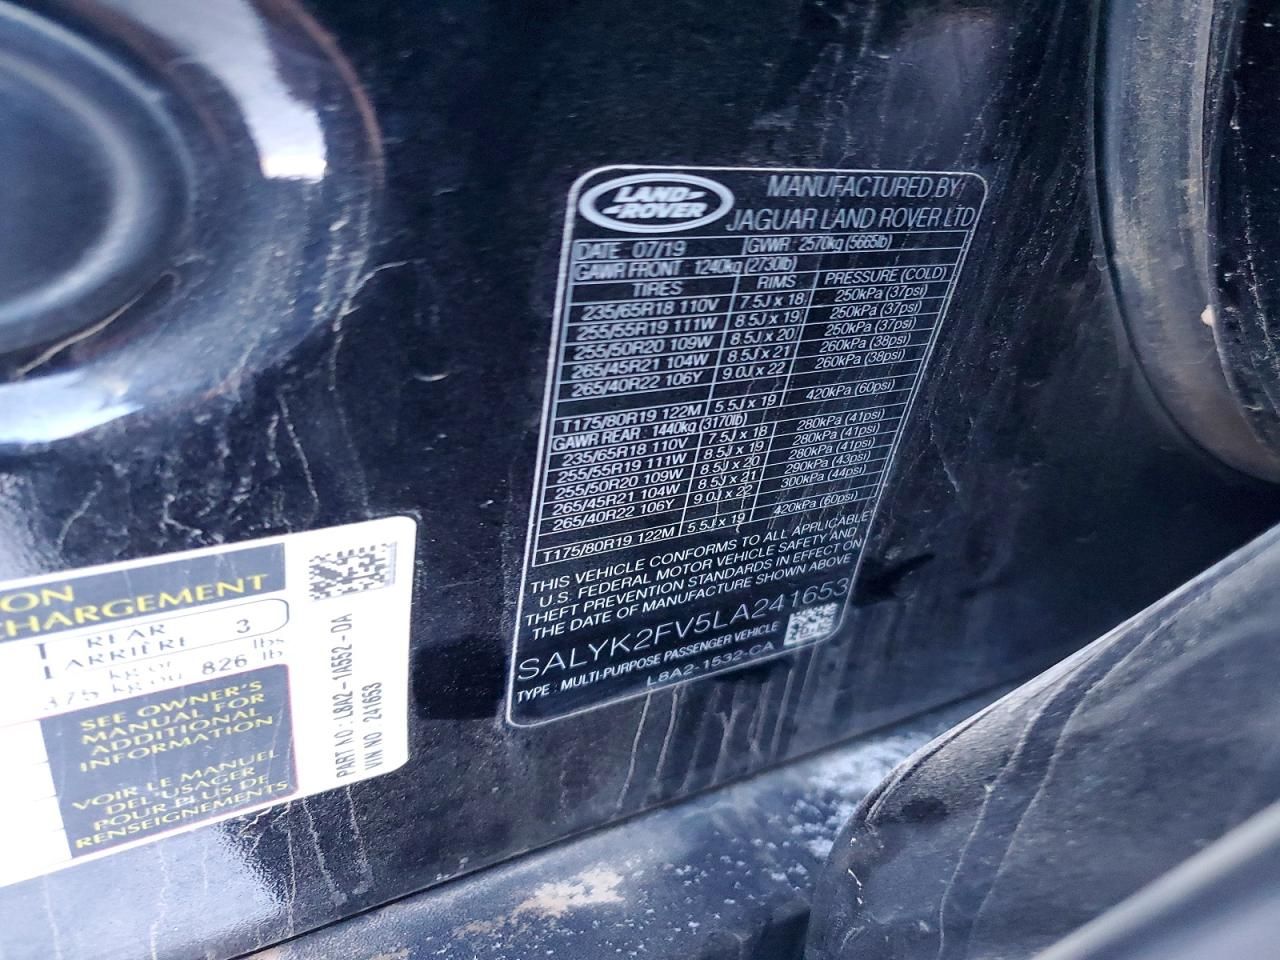 LAND-
-ROVER
MANUFACTURED BY
JAGUAR LAND ROVER LTD
DATE 07/19 GVWR 2570kg (5665lb)
GAWR FRONT 1240kg (2730lb)
TIRES RIMS PRESSURE (COLD)
235/65R18 110V 7.5J x 18 250kPa (37psi)
255/55R19 111W 8.5J x 19 250kPa (37psi)
255/50R20 109W 8.5J x 20 250kPa (37psi)
265/45R21 104W 8.5J x 21 260kPa (38psi)
265/40R22 106Y 9.0J x 22 260kPa (38psi)
T175/80R19 122M 5.5J x 19 420kPa (60psi)
GAWR REAR 1440kg (3170lb)
235/65R18 110V 7.5J x 18 280kPa (41psi)
255/55R19 111W 8.5J x 19 280kPa (41psi)
255/50R20 109W 8.5J x 20 280kPa (41psi)
265/45R21 104W 8.5J x 21 290kPa (43psi)
265/40R22 106Y 9.0J x 22 300kPa (44psi)
T175/80R19 122M 5.5J x 19 420kPa (60psi)
THIS VEHICLE CONFORMS TO ALL APPLICABLE
U.S. FEDERAL MOTOR VEHICLE SAFETY AND
THEFT PREVENTION STANDARDS IN EFFECT ON
THE DATE OF MANUFACTURE SHOWN ABOVE
SALYK2FV5LA241653
TYPE : MULTI-PURPOSE PASSENGER VEHICLE
L8A2-1532-CA
ON
CHARGEMENT
REAR
ARRIÈRE 3
375 kg or kg ou 826 lbs lb
SEE OWNER'S
MANUAL FOR
ADDITIONAL
INFORMATION
VOIR LE MANUEL
DEL'USAGER
POUR PLUS DE
RENSEIGNEMENTS
PART NO : L8A2-1A552-DA
VIN NO : 241653